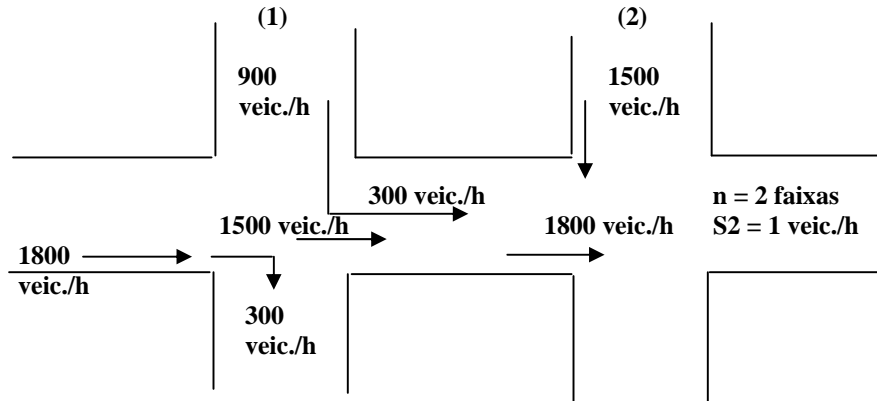 (1)
(2)
900
veic./h
1500
veic./h
300 veic./h
n = 2 faixas
S2 = 1 veic./h
1500 veic./h
1800 veic./h
1800
veic./h
300
veic./h